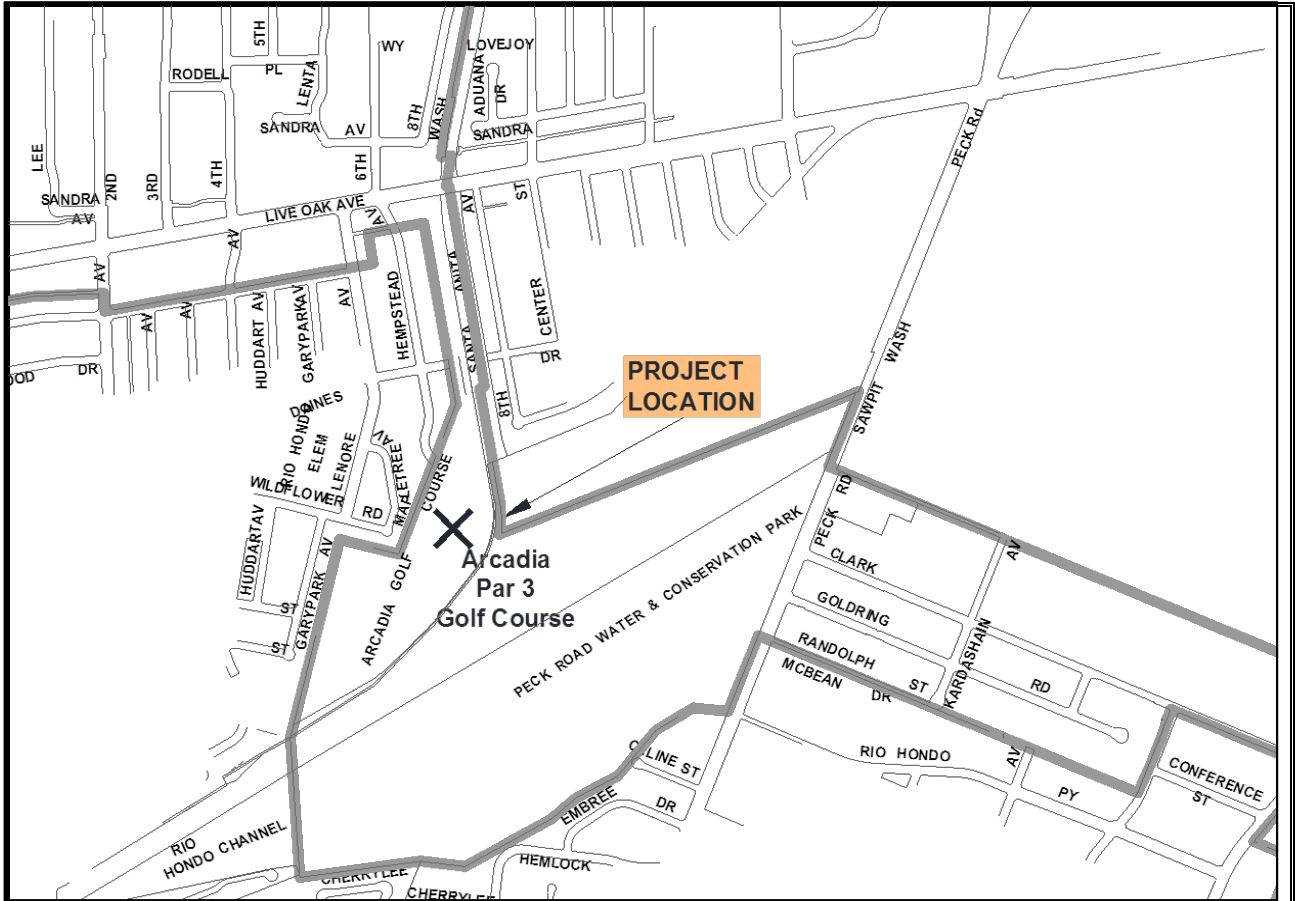 5TH
WY
LOVEJOY
RODELL PL
LENTA
ADUANA
DR
8TH
WASH
SANDRA AV
SANDRA
LEE
2ND
3RD
4TH
6TH
PECK Rd
SANDRA
AV
LIVE OAK AVE
AV
AV
ST
AV
AV
AV
AV
HUDDART AV
GARYPARK AV
AV
HEMPSTEAD
SANTA ANITA
CENTER
DR
DR
8TH
PROJECT
LOCATION
SAWPIT WASH
DOINES
RIO HONDO
ELEM
LENORE
AV
MAPLETREE
WILDFLOWER
RD
HUDDART AV
GARYPARK AV
ST
ST
ARCADIA GOLF COURSE
Arcadia
Par 3
Golf Course
PECK ROAD WATER & CONSERVATION PARK
PECK RD
CLARK
GOLDRING
RANDOLPH
ST
MCBEAN
DR
KARDASHAIN
AV
RD
RIO HONDO
PY
AV
CONFERENCE
ST
EMBREE
DR
HEMLOCK
RIO
HONDO CHANNEL
CHERRYLEE
CHERRYLEE